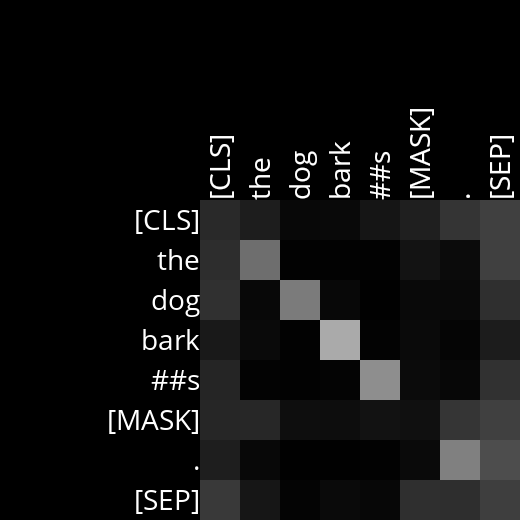 [CLS] the dog bark ##s [MASK] . [SEP]
[CLS]
the
dog
bark
##s
[MASK]
.
[SEP]